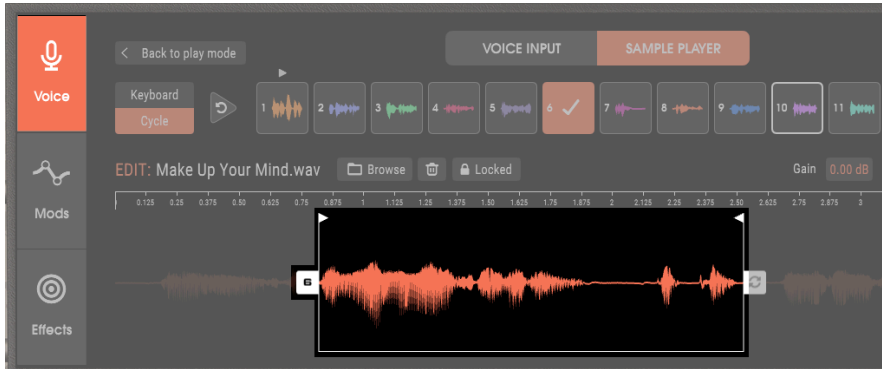 Voice
Mods
Effects
Back to play mode
VOICE INPUT
SAMPLE PLAYER
Keyboard
Cycle
1 2 3 4 5 6 7 8 9 10 11
EDIT: Make Up Your Mind.wav
Browse
Locked
Gain
0.00 dB
0.125 0.25 0.375 0.50 0.625 0.75 0.875 1 1.125 1.25 1.375 1.50 1.625 1.75 1.875 2 2.125 2.25 2.375 2.50 2.625 2.75 2.875 3
6